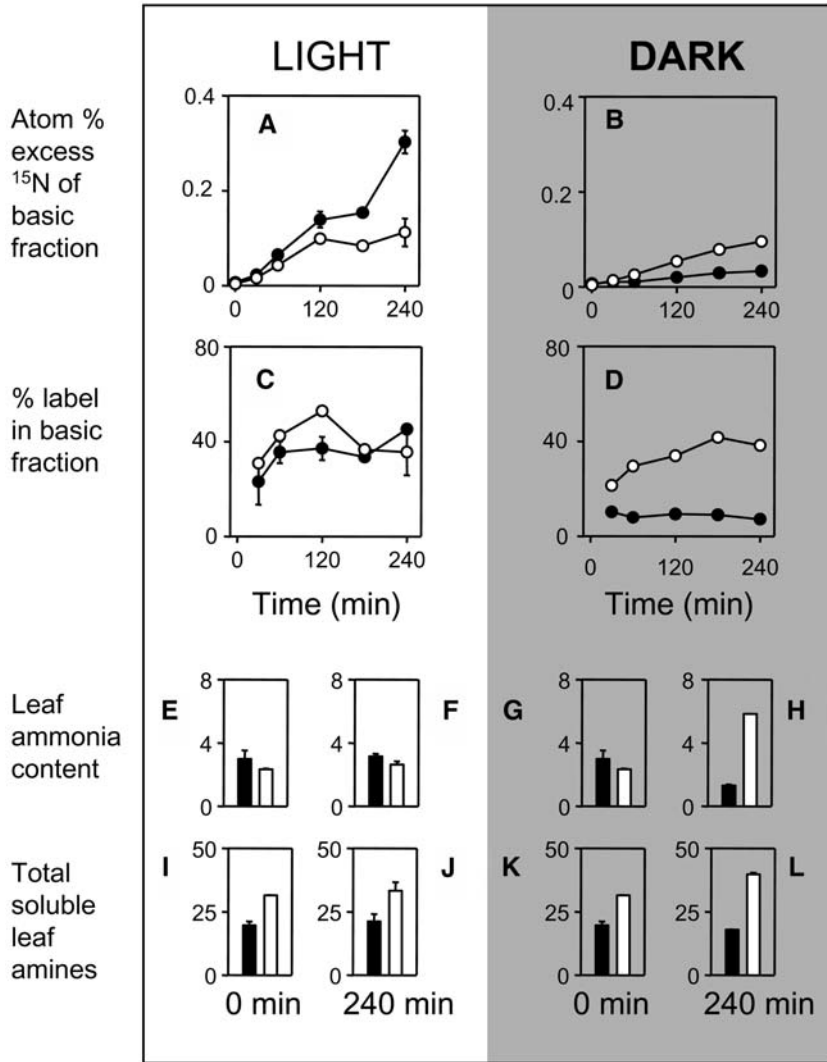 LIGHT
DARK
Atom %
excess
15N of
basic
fraction
0.4
0.2
0
A
0
120
240
0.4
0.2
0
B
0
120
240
% label
in basic
fraction
80
40
0
C
0
120
240
Time (min)
80
40
0
D
0
120
240
Time (min)
Leaf
ammonia
content
E
8
4
0
8
4
0
F
G
8
4
0
8
4
0
H
Total
soluble
leaf
amines
I
50
25
0
50
25
0
J
K
50
25
0
50
25
0
L
0 min
240 min
0 min
240 min